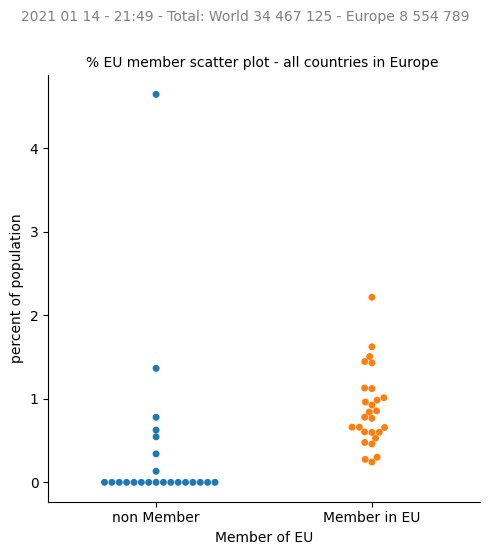 2021 01 14 - 21:49 - Total: World 34 467 125 - Europe 8 554 789
% EU member scatter plot - all countries in Europe
4
3
2
1
0
percent of population
non Member
Member in EU
Member of EU